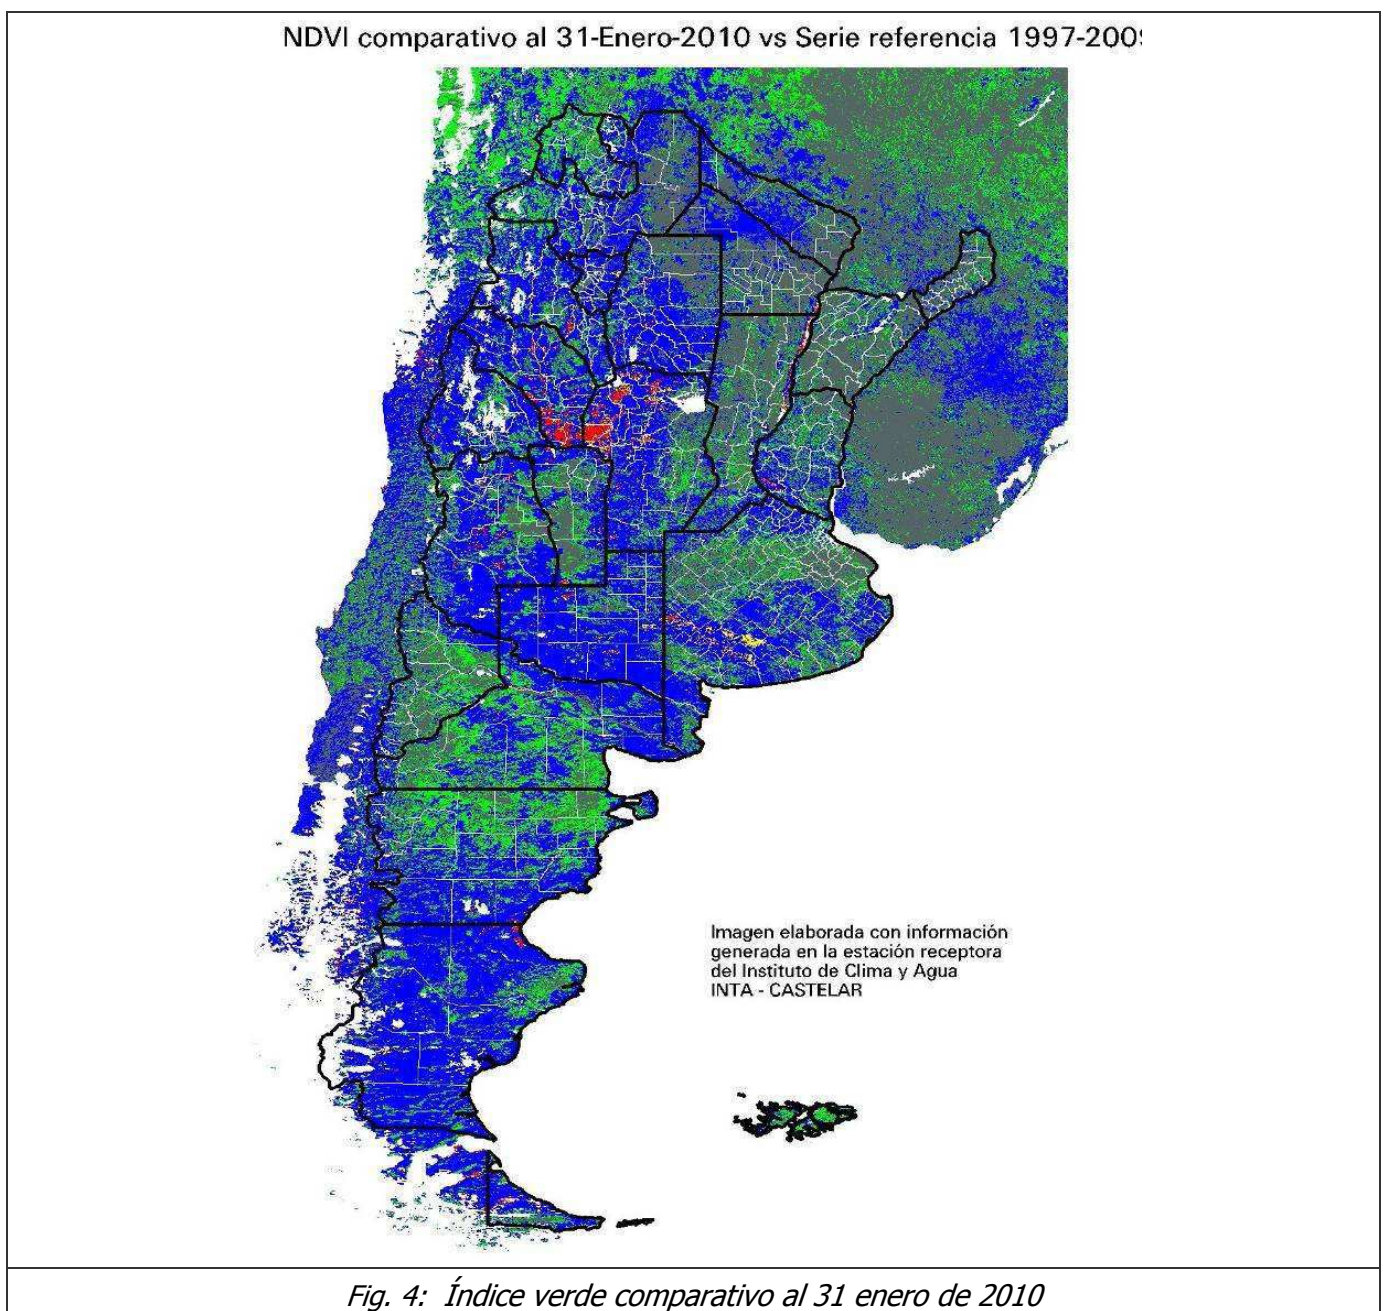 NDVI comparativo al 31-Enero-2010 vs Serie referencia 1997-200
Imagen elaborada con información
generada en la estación receptora
del Instituto de Clima y Agua
INTA - CASTELAR
Fig. 4: Índice verde comparativo al 31 enero de 2010